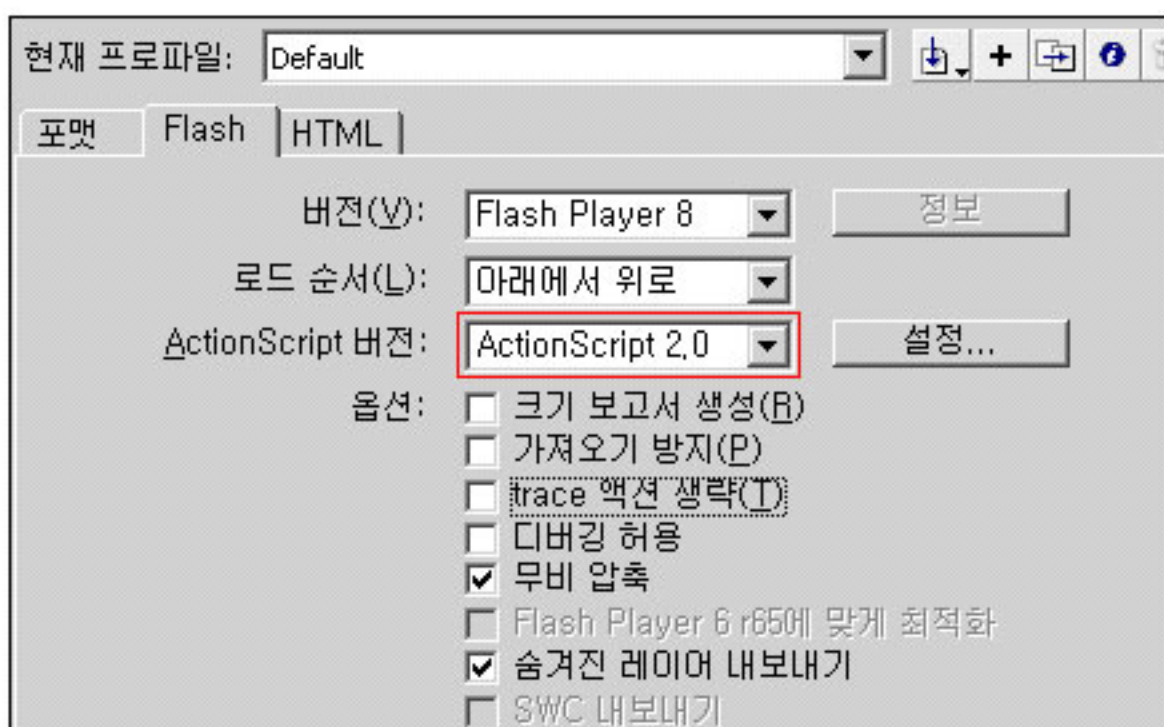 현재 프로파일: Default
포맷 Flash HTML
버전(V): Flash Player 8 정보
로드 순서(L): 아래에서 위로
ActionScript 버전: ActionScript 2.0 설정...
옵션: 크기 보고서 생성(R)
가져오기 방지(P)
trace 액션 생략(T)
디버깅 허용
무비 압축
Flash Player 6 r65에 맞게 최적화
숨겨진 레이어 내보내기
SWC 내보내기